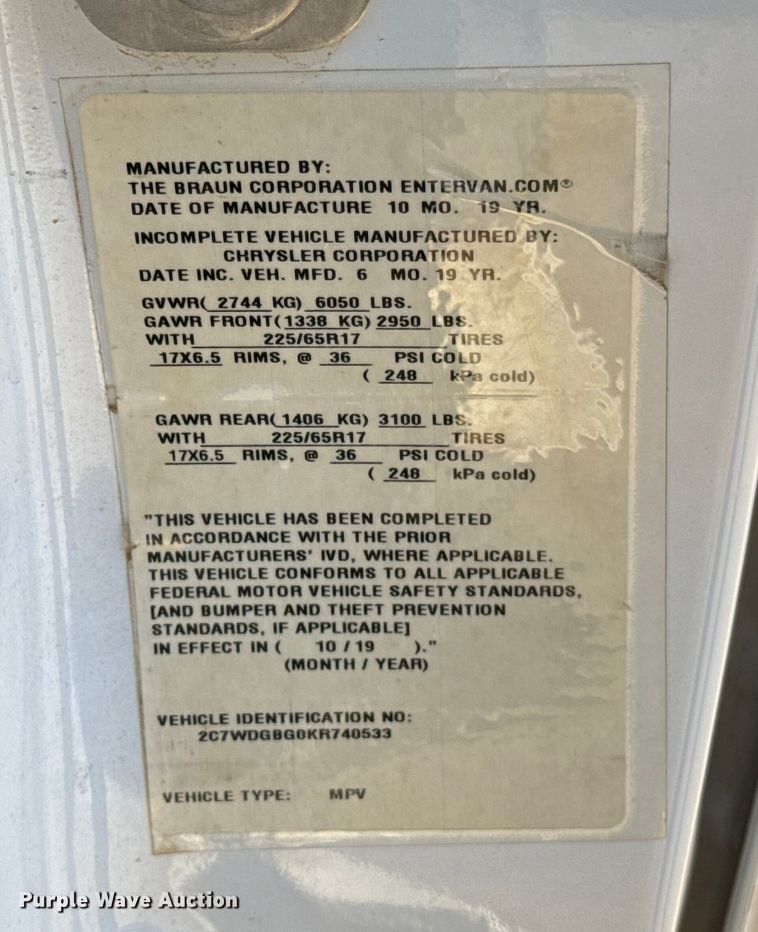 MANUFACTURED BY:
THE BRAUN CORPORATION ENTERVAN.COM®
DATE OF MANUFACTURE 10 MO. 19 YR.
INCOMPLETE VEHICLE MANUFACTURED BY:
CHRYSLER CORPORATION
DATE INC. VEH. MFD. 6 MO. 19 YR.
GVWR( 2744 KG) 6050 LBS.
GAWR FRONT( 1338 KG) 2950 LBS.
WITH 225/65R17 TIRES
17X6.5 RIMS, @ 36 PSI COLD
( 248 kPa cold)
GAWR REAR( 1406 KG) 3100 LBS.
WITH 225/65R17 TIRES
17X6.5 RIMS, @ 36 PSI COLD
( 248 kPa cold)
"THIS VEHICLE HAS BEEN COMPLETED
IN ACCORDANCE WITH THE PRIOR
MANUFACTURERS' IVD, WHERE APPLICABLE.
THIS VEHICLE CONFORMS TO ALL APPLICABLE
FEDERAL MOTOR VEHICLE SAFETY STANDARDS,
[AND BUMPER AND THEFT PREVENTION
STANDARDS, IF APPLICABLE]
IN EFFECT IN ( 10 / 19 )."
(MONTH / YEAR)
VEHICLE IDENTIFICATION NO:
2C7WDGBG0KR740533
VEHICLE TYPE: MPV
Purple Wave Auction